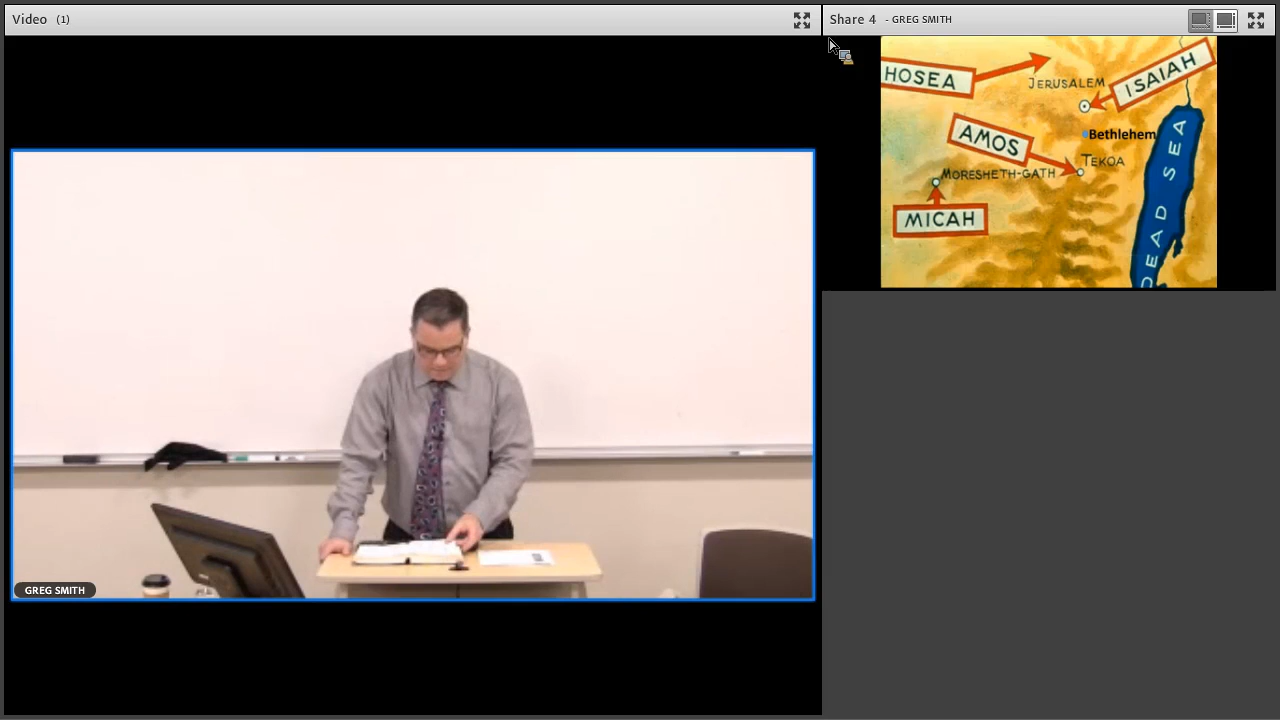 Video (1)
Share 4 - GREG SMITH
GREG SMITH
HOSEA
JERUSALEM
ISAIAH
AMOS
Bethlehem
TEKOA
MORESHETH-GATH
MICAH
DEAD SEA